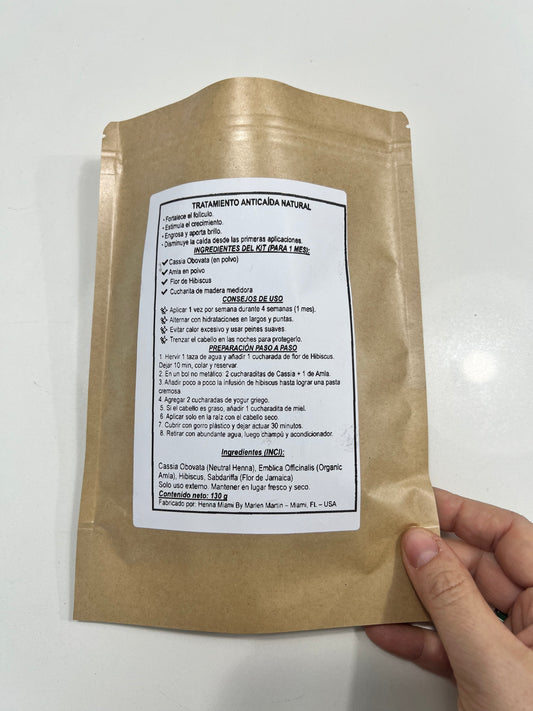 TRATAMIENTO ANTICAÍDA NATURAL
• Fortalece el folículo.
• Estimula el crecimiento.
• Engrosa y aporta brillo.
• Disminuye la caída desde las primeras aplicaciones.
INGREDIENTES DEL KIT (PARA 1 MES):
✓ Cassia Obovata (en polvo)
✓ Amla en polvo
✓ Flor de Hibiscus
✓ Cucharita de madera medidora
CONSEJOS DE USO
Aplicar 1 vez por semana durante 4 semanas (1 mes).
Alternar con hidrataciones en largos y puntas.
Evitar calor excesivo y usar peines suaves.
Trenzar el cabello en las noches para protegerlo.
PREPARACIÓN PASO A PASO
1. Hervir 1 taza de agua y añadir 1 cucharada de flor de Hibiscus.
Dejar 10 min, colar y reservar.
2. En un bol no metálico: 2 cucharaditas de Cassia + 1 de Amla.
3. Añadir poco a poco la infusión de hibiscus hasta lograr una pasta
cremosa
4. Agregar 2 cucharadas de yogur griego.
5. Si el cabello es graso, añadir 1 cucharadita de miel.
6. Aplicar solo en la raíz con el cabello seco.
7. Cubrir con gorro plástico y dejar actuar 30 minutos.
8. Retirar con abundante agua, luego champú y acondicionador.
Ingredientes (INCI):
Cassia Obovata (Neutral Henna), Emblica Officinalis (Organic
Amla), Hibiscus, Sabdariffa (Flor de Jamaica)
Solo uso externo. Mantener en lugar fresco y seco.
Contenido neto: 130 g
Fabricado por: Henna Miami By Marlen Martin – Miami, FL – USA